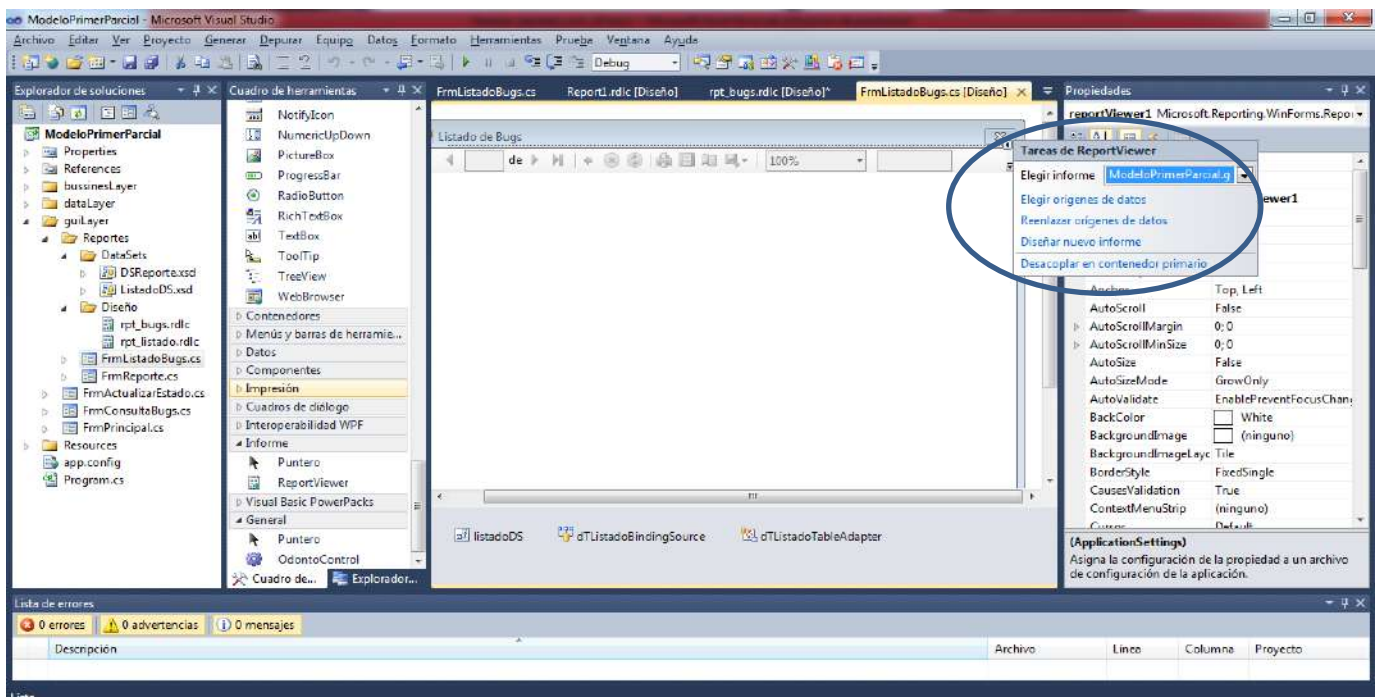 ModeloPrimerParcial - Microsoft Visual Studio
Archivo Editar Ver Proyecto Generar Depurar Equipo Datos Formato Herramientas Prueba Ventana Ayuda
Debug
Explorador de soluciones
ModeloPrimerParcial
Properties
References
bussinesLayer
dataLayer
guiLayer
Reportes
DataSets
DSReporte.xsd
ListadoDS.xsd
Diseño
rpt_bugs.rdlc
rpt_listado.rdlc
FrmListadoBugs.cs
FrmReporte.cs
FrmActualizarEstado.cs
FrmConsultaBugs.cs
FrmPrincipal.cs
Resources
app.config
Program.cs
Cuadro de herramientas
NotifyIcon
NumericUpDown
PictureBox
ProgressBar
RadioButton
RichTextBox
TextBox
ToolTip
TreeView
WebBrowser
Contenedores
Menús y barras de herramie...
Datos
Componentes
Impresión
Cuadros de diálogo
Interoperabilidad WPF
Informe
Puntero
ReportViewer
Visual Basic PowerPacks
General
Puntero
OdontoControl
Cuadro de... Explorador...
FrmListadoBugs.cs Report1.rdlc [Diseño] rpt_bugs.rdlc [Diseño]* FrmListadoBugs.cs [Diseño]
Listado de Bugs
de 100%
listadoDS dTListadoBindingSource dTListadoTableAdapter
Tareas de ReportViewer
Elegir informe ModeloPrimerParcial.g
Elegir orígenes de datos
Reenlazar orígenes de datos
Diseñar nuevo informe
Desacoplar en contenedor primario
Propiedades
reportViewer1 Microsoft.Reporting.WinForms.Repor
ewer1
Anchor Top, Left
AutoScroll False
AutoScrollMargin 0; 0
AutoScrollMinSize 0; 0
AutoSize False
AutoSizeMode GrowOnly
AutoValidate EnablePreventFocusChan
BackColor White
BackgroundImage (ninguno)
BackgroundImageLayc Tile
BorderStyle FixedSingle
CausesValidation True
ContextMenuStrip (ninguno)
Cursor Default
(ApplicationSettings)
Asigna la configuración de la propiedad a un archivo
de configuración de la aplicación.
Lista de errores
0 errores 0 advertencias 0 mensajes
Descripción Archivo Línea Columna Proyecto
Listo